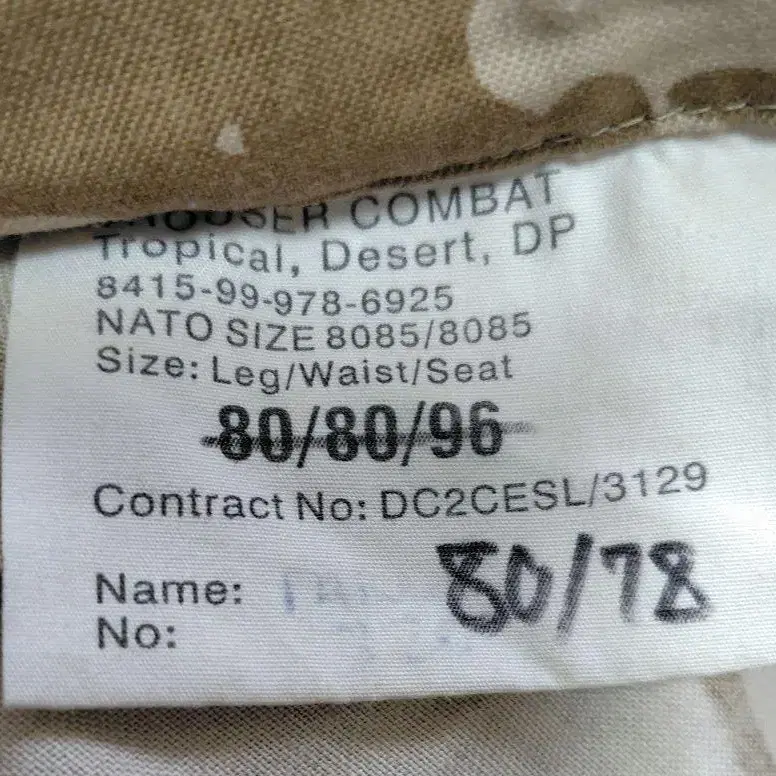 TROUSER COMBAT
Tropical, Desert, DP
8415-99-978-6925
NATO SIZE 8085/8085
Size: Leg/Waist/Seat
80/80/96
Contract No: DC2CESL/3129
80/78
Name:
No: